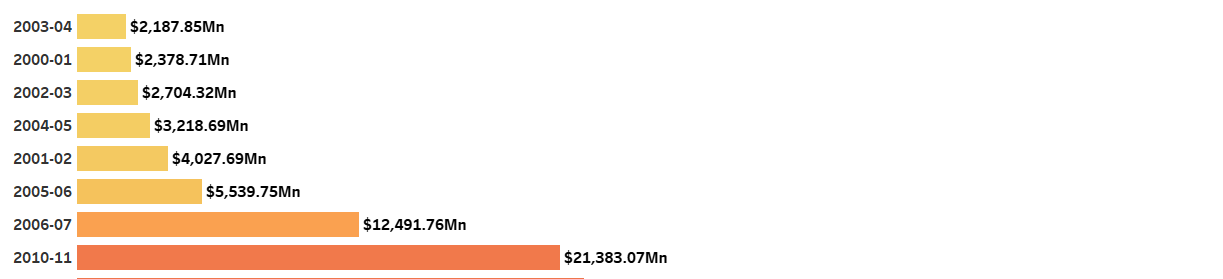 2003-04 $2,187.85Mn
2000-01 $2,378.71Mn
2002-03 $2,704.32Mn
2004-05 $3,218.69Mn
2001-02 $4,027.69Mn
2005-06 $5,539.75Mn
2006-07 $12,491.76Mn
2010-11 $21,383.07Mn